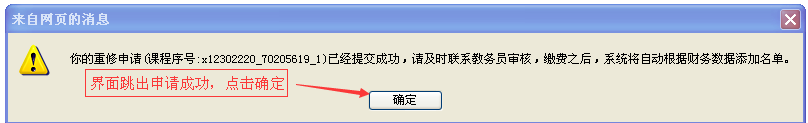 来自网页的消息
你的重修申请(课程序号:x12302220_70205619_1)已经提交成功，请及时联系教务员审核，缴费之后，系统将自动根据财务数据添加名单。
界面跳出申请成功，点击确定
确定